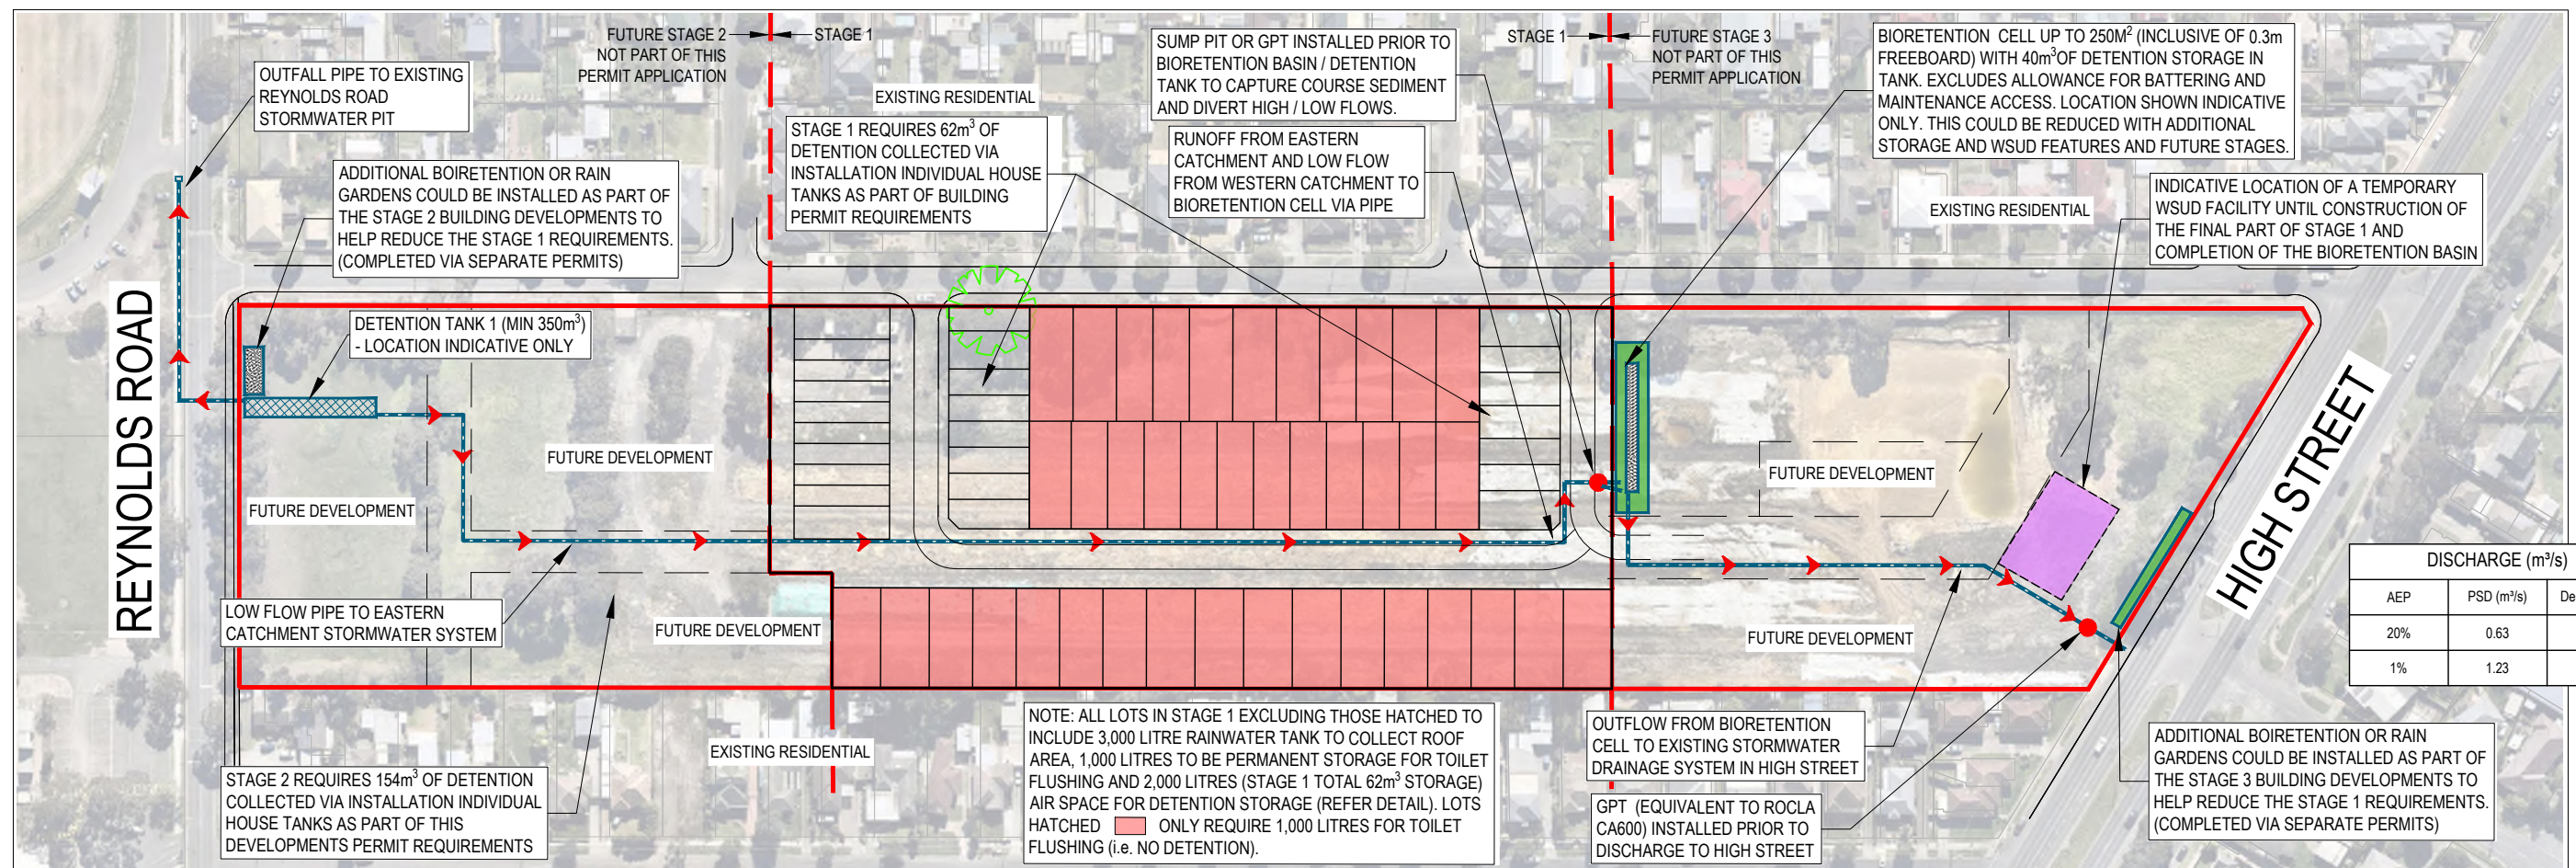 FUTURE STAGE 2
NOT PART OF THIS
PERMIT APPLICATION
STAGE 1
STAGE 1
FUTURE STAGE 3
NOT PART OF THIS
PERMIT APPLICATION
OUTFALL PIPE TO EXISTING
REYNOLDS ROAD
STORMWATER PIT
EXISTING RESIDENTIAL
SUMP PIT OR GPT INSTALLED PRIOR TO
BIORETENTION BASIN / DETENTION
TANK TO CAPTURE COURSE SEDIMENT
AND DIVERT HIGH / LOW FLOWS.
BIORETENTION CELL UP TO 250M² (INCLUSIVE OF 0.3m
FREEBOARD) WITH 40m³OF DETENTION STORAGE IN
TANK. EXCLUDES ALLOWANCE FOR BATTERING AND
MAINTENANCE ACCESS. LOCATION SHOWN INDICATIVE
ONLY. THIS COULD BE REDUCED WITH ADDITIONAL
STORAGE AND WSUD FEATURES AND FUTURE STAGES.
ADDITIONAL BOIRETENTION OR RAIN
GARDENS COULD BE INSTALLED AS PART OF
THE STAGE 2 BUILDING DEVELOPMENTS TO
HELP REDUCE THE STAGE 1 REQUIREMENTS.
(COMPLETED VIA SEPARATE PERMITS)
STAGE 1 REQUIRES 62m³ OF
DETENTION COLLECTED VIA
INSTALLATION INDIVIDUAL HOUSE
TANKS AS PART OF BUILDING
PERMIT REQUIREMENTS
RUNOFF FROM EASTERN
CATCHMENT AND LOW FLOW
FROM WESTERN CATCHMENT TO
BIORETENTION CELL VIA PIPE
EXISTING RESIDENTIAL
INDICATIVE LOCATION OF A TEMPORARY
WSUD FACILITY UNTIL CONSTRUCTION OF
THE FINAL PART OF STAGE 1 AND
COMPLETION OF THE BIORETENTION BASIN
REYNOLDS ROAD
DETENTION TANK 1 (MIN 350m³)
- LOCATION INDICATIVE ONLY
FUTURE DEVELOPMENT
FUTURE DEVELOPMENT
FUTURE DEVELOPMENT
HIGH STREET
LOW FLOW PIPE TO EASTERN
CATCHMENT STORMWATER SYSTEM
FUTURE DEVELOPMENT
FUTURE DEVELOPMENT
DISCHARGE (m³/s)
AEP PSD (m³/s) De
20% 0.63
1% 1.23
STAGE 2 REQUIRES 154m³ OF DETENTION
COLLECTED VIA INSTALLATION INDIVIDUAL
HOUSE TANKS AS PART OF THIS
DEVELOPMENTS PERMIT REQUIREMENTS
EXISTING RESIDENTIAL
NOTE: ALL LOTS IN STAGE 1 EXCLUDING THOSE HATCHED TO
INCLUDE 3,000 LITRE RAINWATER TANK TO COLLECT ROOF
AREA, 1,000 LITRES TO BE PERMANENT STORAGE FOR TOILET
FLUSHING AND 2,000 LITRES (STAGE 1 TOTAL 62m³ STORAGE)
AIR SPACE FOR DETENTION STORAGE (REFER DETAIL). LOTS
HATCHED ONLY REQUIRE 1,000 LITRES FOR TOILET
FLUSHING (i.e. NO DETENTION).
OUTFLOW FROM BIORETENTION
CELL TO EXISTING STORMWATER
DRAINAGE SYSTEM IN HIGH STREET
GPT (EQUIVALENT TO ROCLA
CA600) INSTALLED PRIOR TO
DISCHARGE TO HIGH STREET
ADDITIONAL BOIRETENTION OR RAIN
GARDENS COULD BE INSTALLED AS PART OF
THE STAGE 3 BUILDING DEVELOPMENTS TO
HELP REDUCE THE STAGE 1 REQUIREMENTS.
(COMPLETED VIA SEPARATE PERMITS)